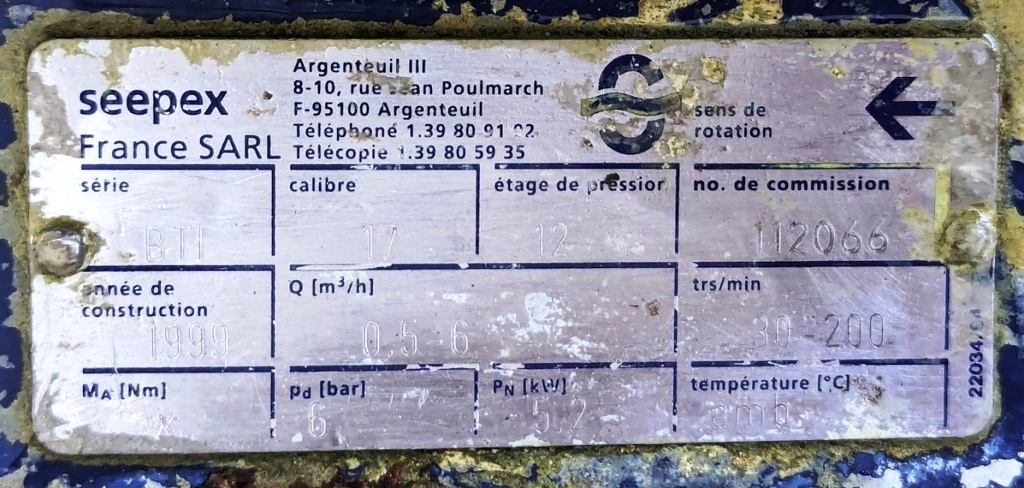 seepex
France SARL
Argenteuil III
8-10, rue Jean Poulmarch
F-95100 Argenteuil
Téléphone 1.39 80 91 92
Télécopie 1.39 80 59 35
sens de
rotation
série
BTI
calibre
17
étage de pression
12
no. de commission
112066
année de
construction
1999
Q [m³/h]
0,5 6
trs/min
30-200
MA [Nm]
x
pd [bar]
6
PN [kW]
5,2
température [°C]
amb.
22034.